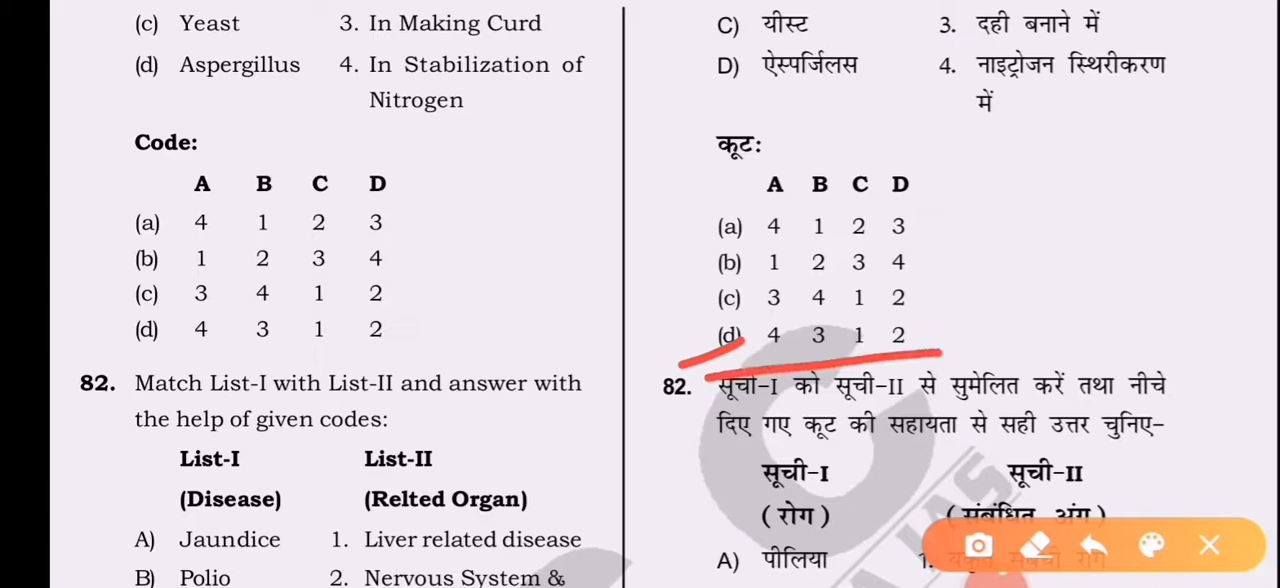 (c) Yeast 3. In Making Curd
(d) Aspergillus 4. In Stabilization of
Nitrogen
Code:
A B C D
(a) 4 1 2 3
(b) 1 2 3 4
(c) 3 4 1 2
(d) 4 3 1 2
82. Match List-I with List-II and answer with
the help of given codes:
List-I List-II
(Disease) (Relted Organ)
A) Jaundice 1. Liver related disease
B) Polio 2. Nervous System &
C) यीस्ट 3. दही बनाने में
D) ऐस्पर्जिलस 4. नाइट्रोजन स्थिरीकरण
में
कूटः
A B C D
(a) 4 1 2 3
(b) 1 2 3 4
(c) 3 4 1 2
(d) 4 3 1 2
82. सूची-I को सूची-II से सुमेलित करें तथा नीचे
दिए गए कूट की सहायता से सही उत्तर चुनिए-
सूची-I सूची-II
(रोग) (संबंधित अंग)
A) पीलिया 1. यकृत संबंधी रोग